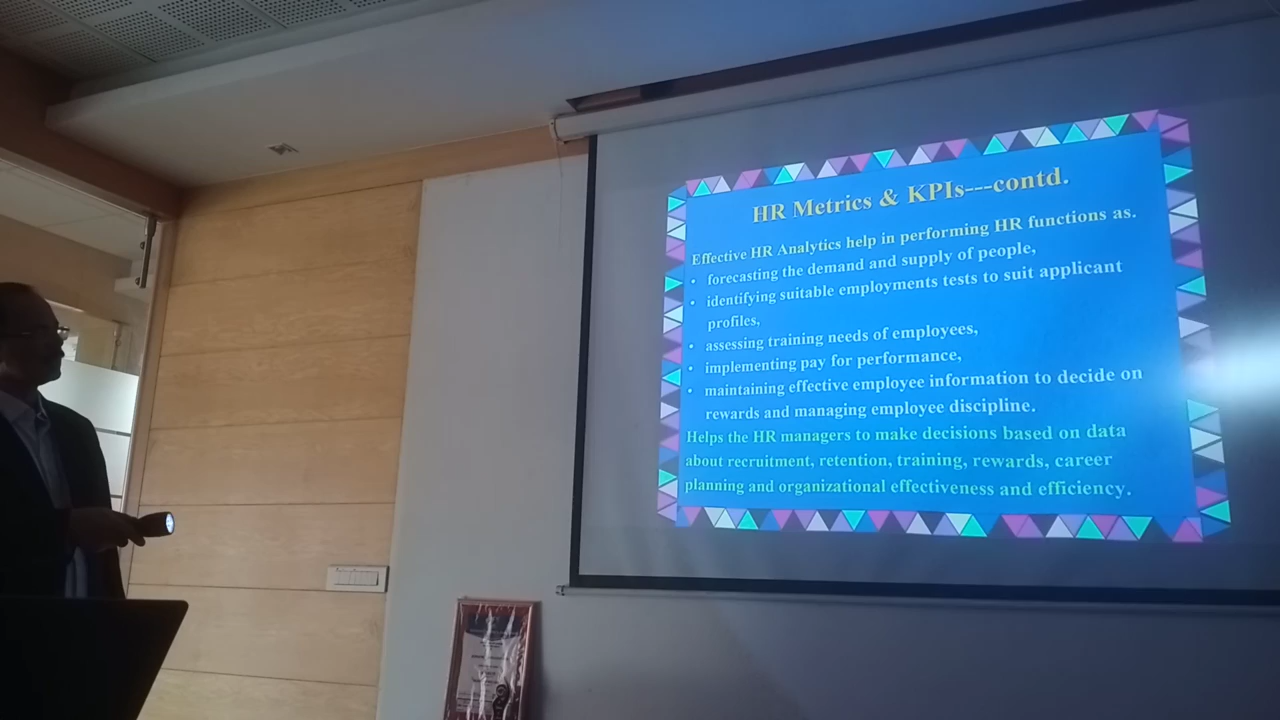 HR Metrics & KPIs---contd.
Effective HR Analytics help in performing HR functions as.
• forecasting the demand and supply of people,
• identifying suitable employments tests to suit applicant
profiles,
• assessing training needs of employees,
• implementing pay for performance,
• maintaining effective employee information to decide on
rewards and managing employee discipline.
Helps the HR managers to make decisions based on data
about recruitment, retention, training, rewards, career
planning and organizational effectiveness and efficiency.